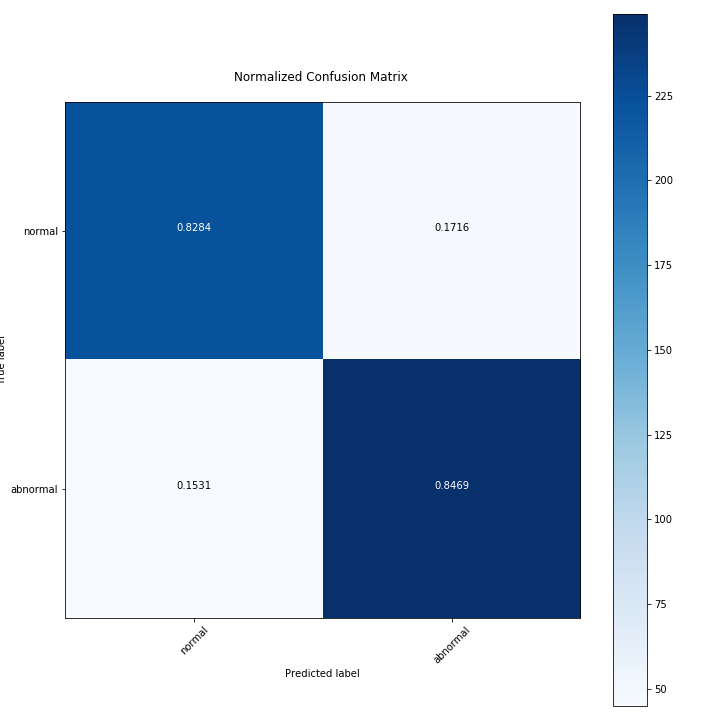 Normalized Confusion Matrix
normal
0.8284
0.1716
abnormal
0.1531
0.8469
normal
abnormal
Predicted label
225
200
175
150
125
100
75
50